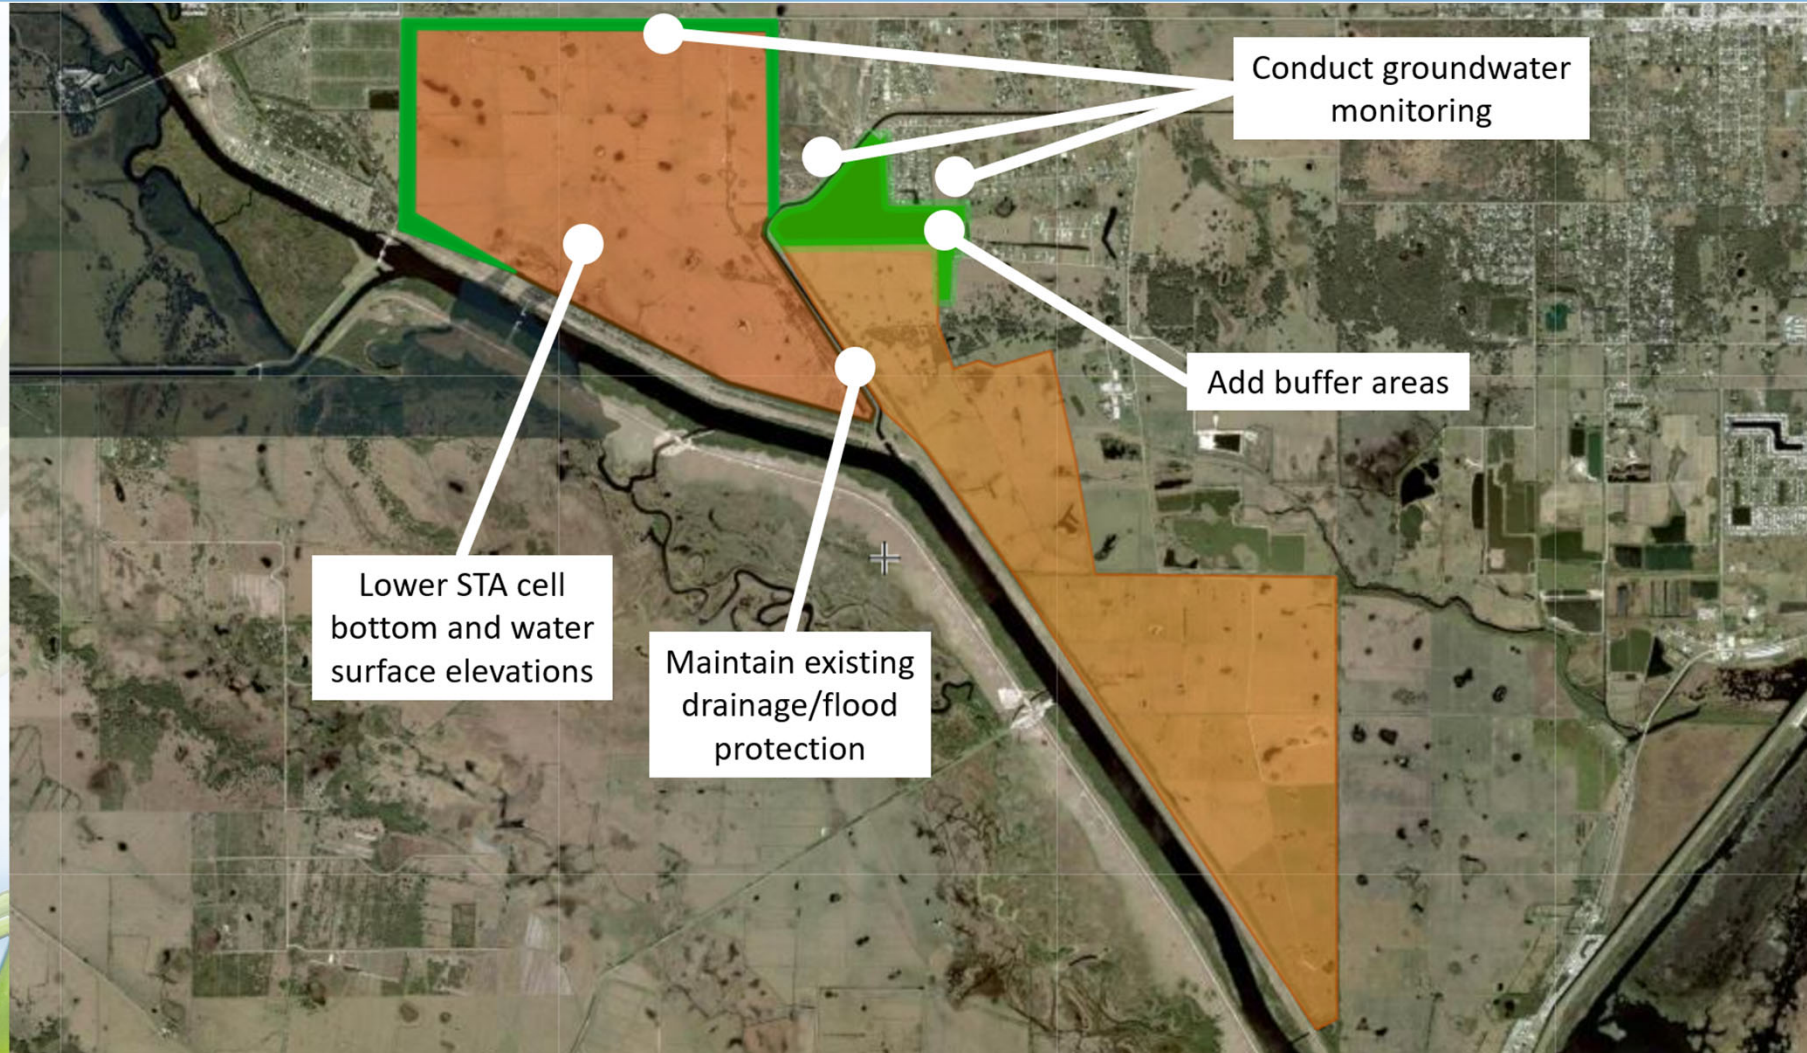 Conduct groundwater
monitoring
Add buffer areas
Lower STA cell
bottom and water
surface elevations
Maintain existing
drainage/flood
protection